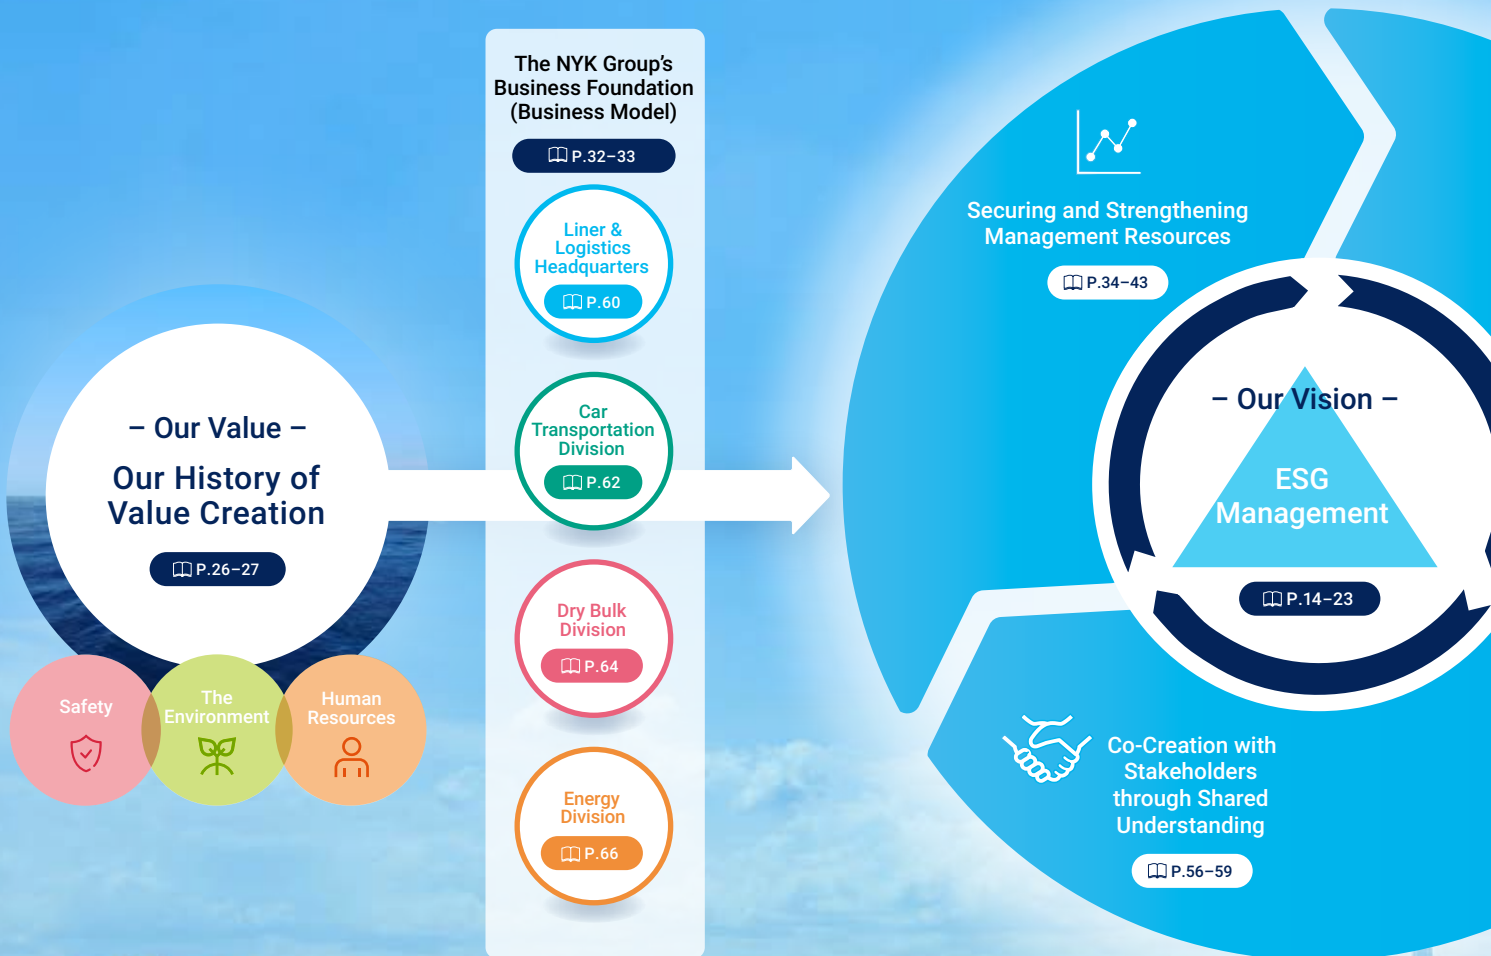 – Our Value –
Our History of
Value Creation
P.26–27
Safety
The
Environment
Human
Resources
The NYK Group’s
Business Foundation
(Business Model)
P.32–33
Liner &
Logistics
Headquarters
P.60
Car
Transportation
Division
P.62
Dry Bulk
Division
P.64
Energy
Division
P.66
Securing and Strengthening
Management Resources
P.34–43
– Our Vision –
ESG
Management
P.14–23
Co-Creation with
Stakeholders
through Shared
Understanding
P.56–59